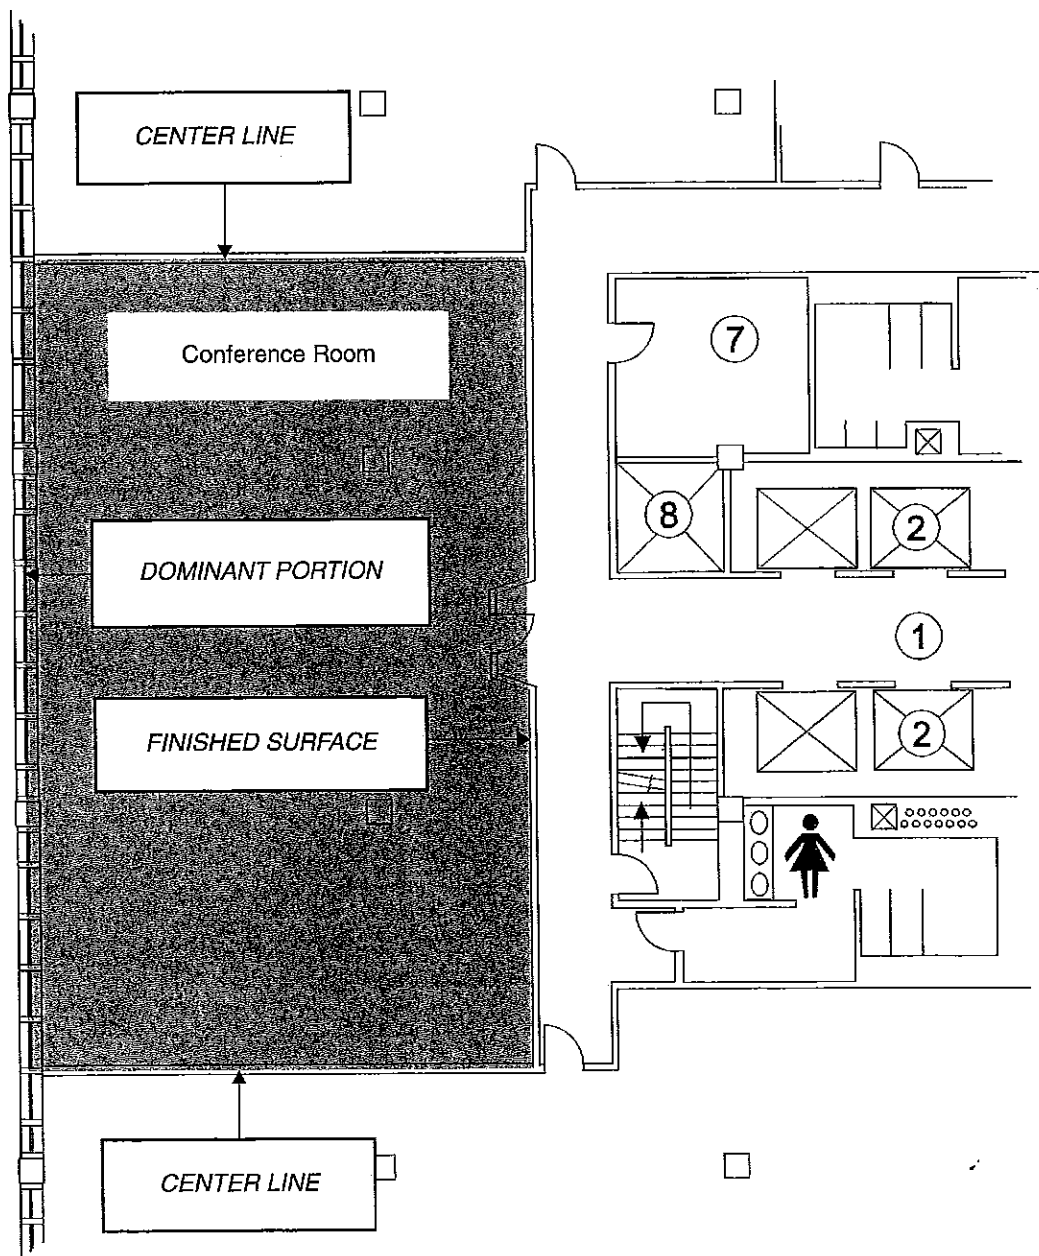 CENTER LINE
Conference Room
7
8
2
DOMINANT PORTION
1
FINISHED SURFACE
2
CENTER LINE